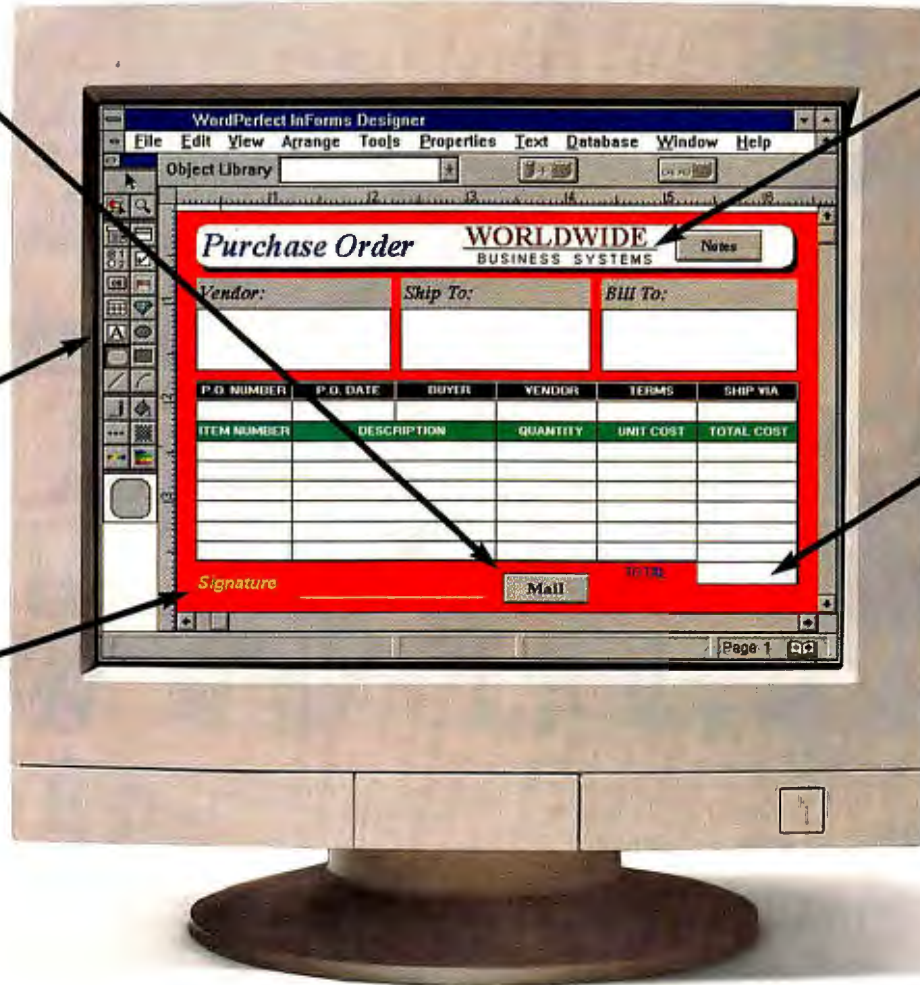 WordPerfect InForms Designer
File Edit View Arrange Tools Properties Text Database Window Help
Object Library
Purchase Order WORLDWIDE Notes
BUSINESS SYSTEMS
Vendor: Ship To: Bill To:
P.O. NUMBER P.O. DATE BUYER VENDOR TERMS SHIP VIA
ITEM NUMBER DESCRIPTION QUANTITY UNIT COST TOTAL COST
TOTAL
Signature Mail
Page 1